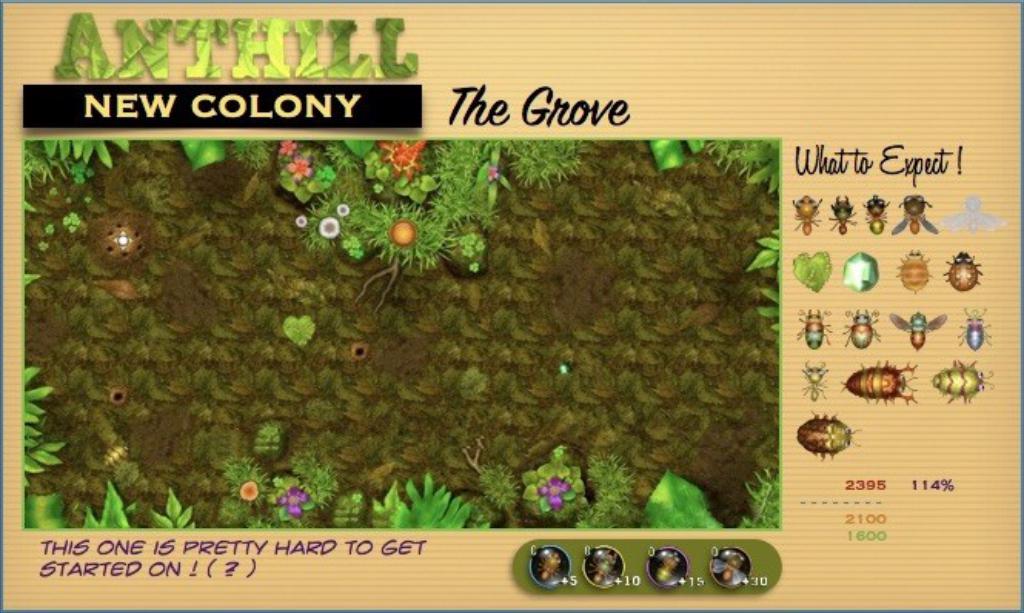 ANTHILL
NEW COLONY
The Grove
What to Expect !
2395 114%
2100
1600
THIS ONE IS PRETTY HARD TO GET
STARTED ON ! ( ? )
0 +5 0 +10 0 +15 0 +30